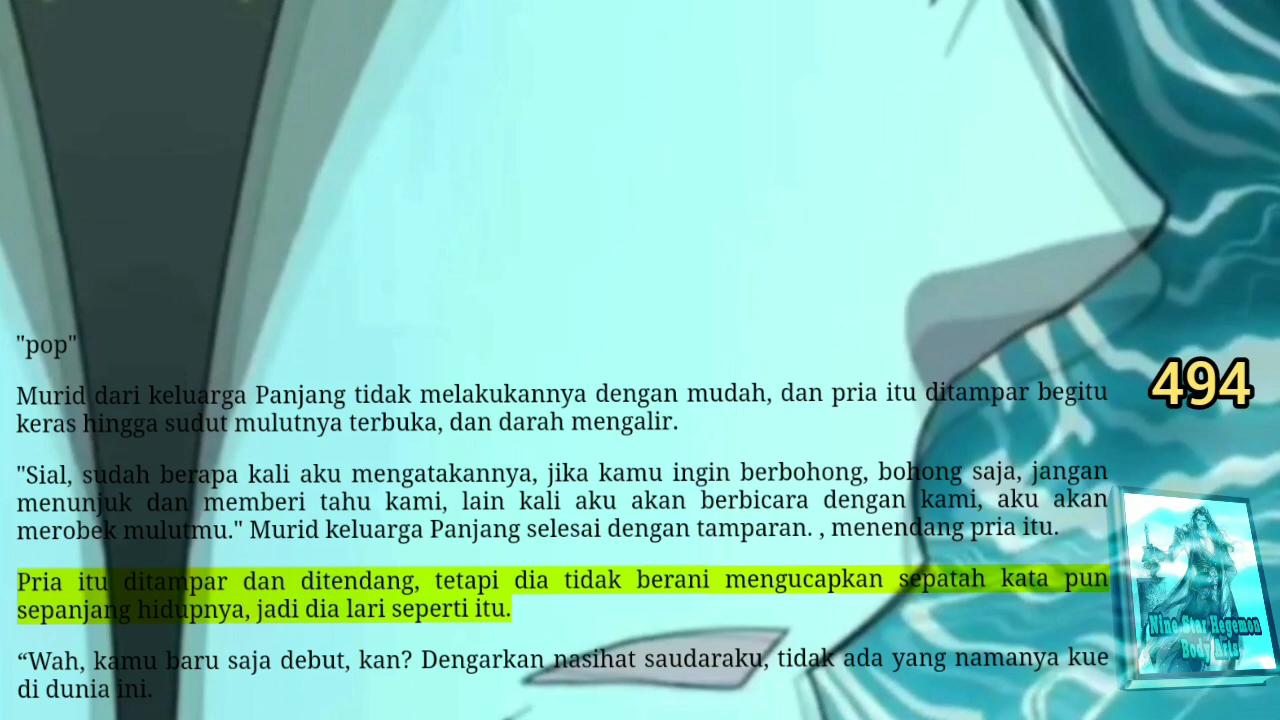 "pop"
Murid dari keluarga Panjang tidak melakukannya dengan mudah, dan pria itu ditampar begitu
keras hingga sudut mulutnya terbuka, dan darah mengalir.
494
"Sial, sudah berapa kali aku mengatakannya, jika kamu ingin berbohong, bohong saja, jangan
menunjuk dan memberi tahu kami, lain kali aku akan berbicara dengan kami, aku akan
merobek mulutmu." Murid keluarga Panjang selesai dengan tamparan. , menendang pria itu.
Pria itu ditampar dan ditendang, tetapi dia tidak berani mengucapkan sepatah kata pun
sepanjang hidupnya, jadi dia lari seperti itu.
“Wah, kamu baru saja debut, kan? Dengarkan nasihat saudaraku, tidak ada yang namanya kue
di dunia ini.
Nine Star Hegemon
Body Arts